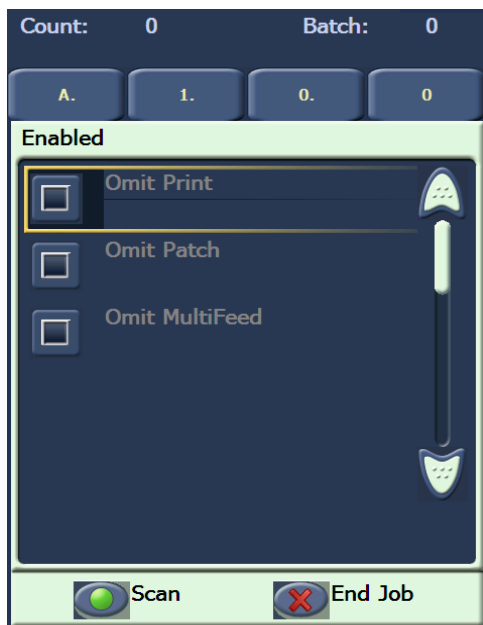 Count: 0 Batch: 0
A. 1. 0. 0
Enabled
Omit Print
Omit Patch
Omit MultiFeed
Scan End Job